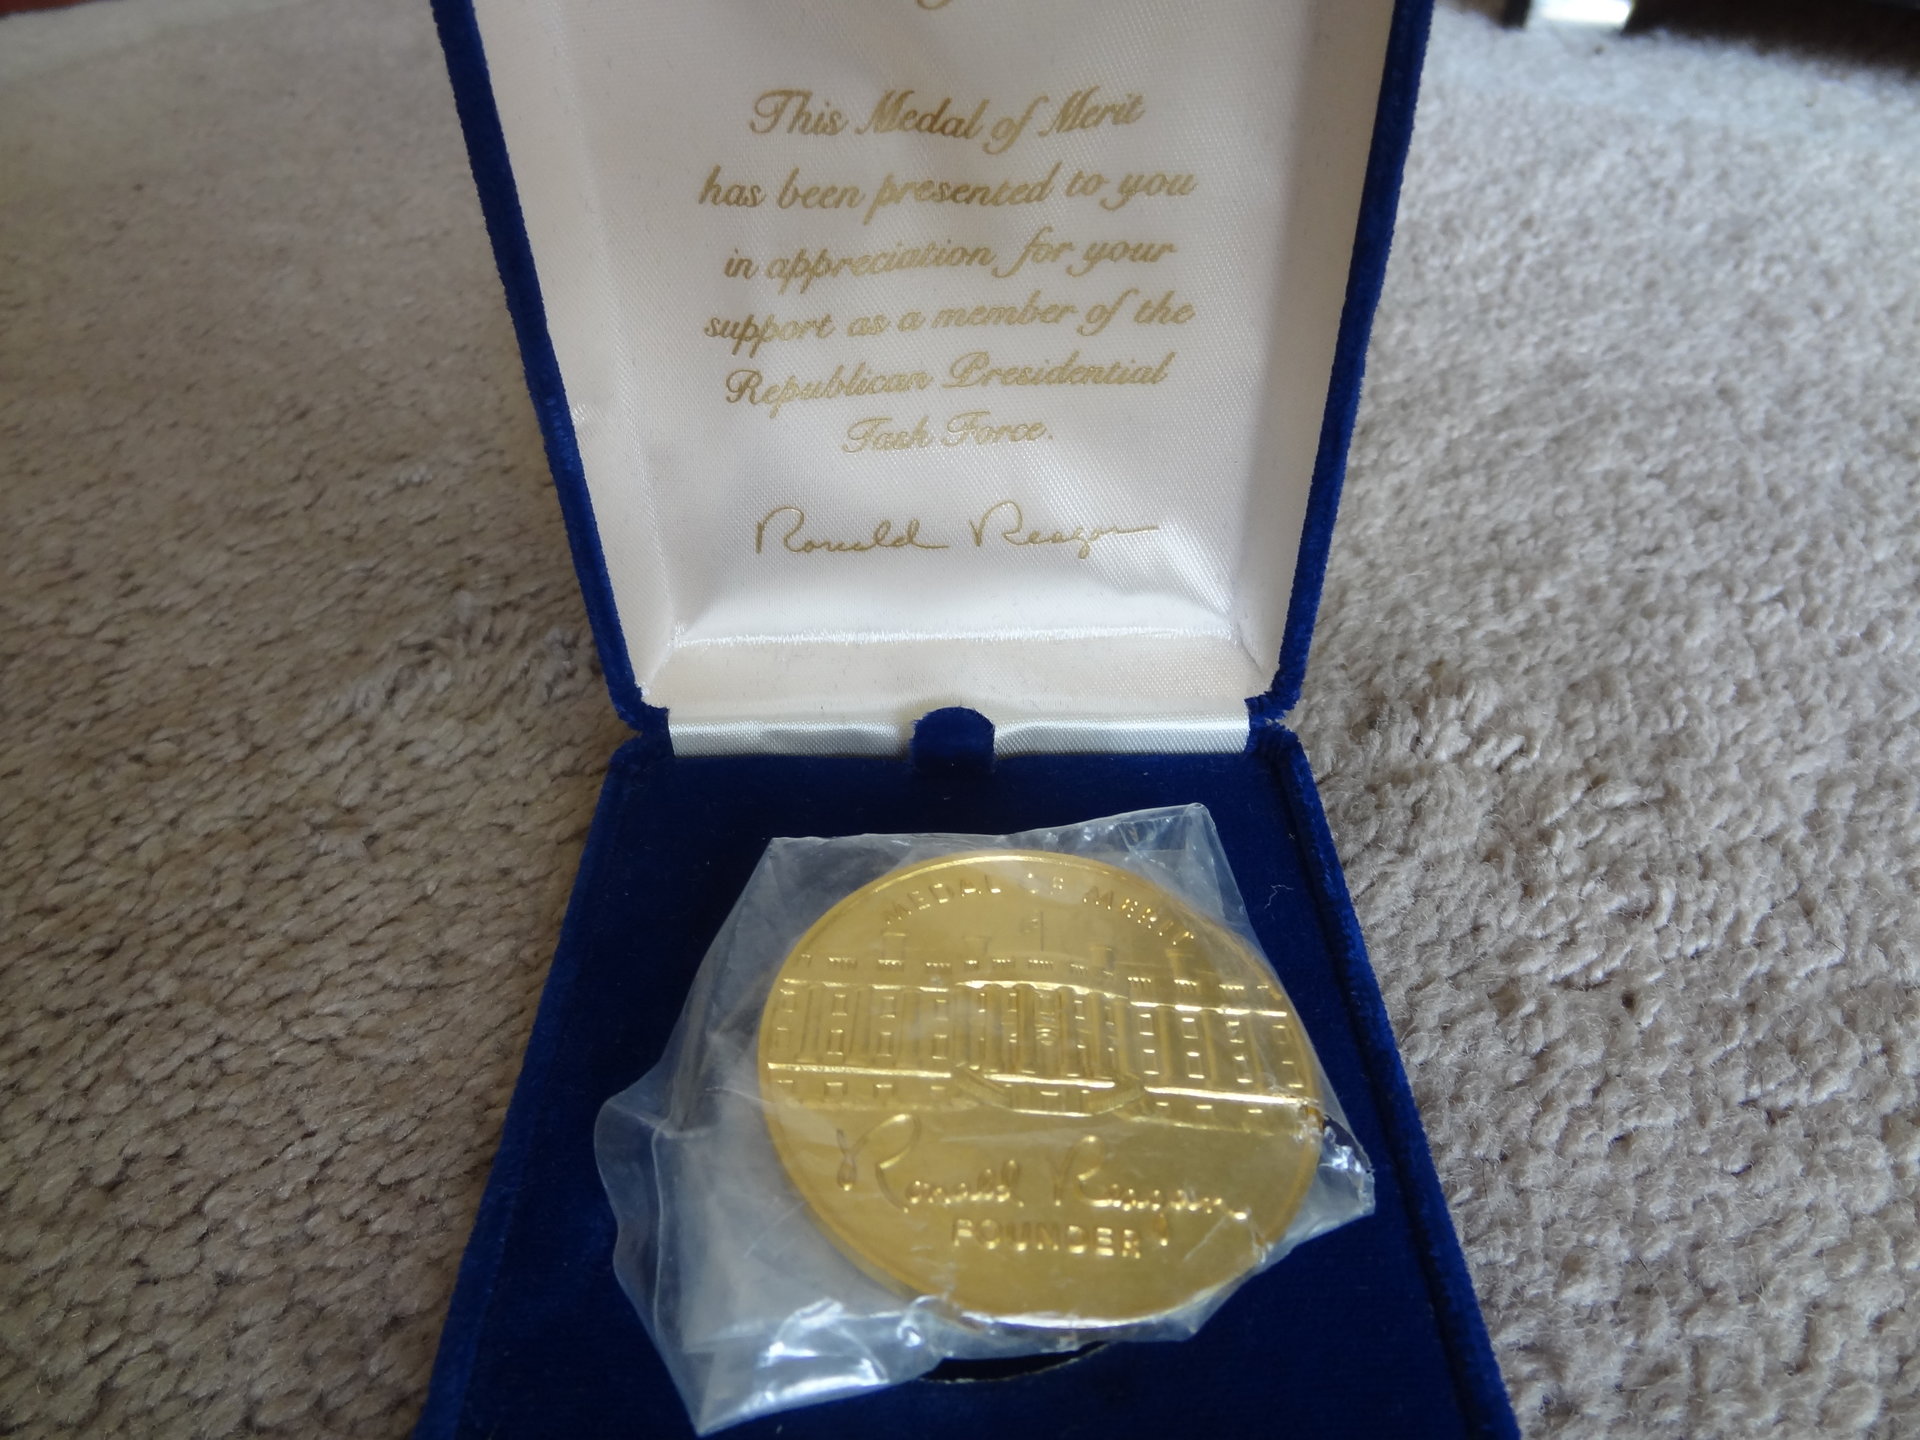 This Medal of Merit
has been presented to you
in appreciation for your
support as a member of the
Republican Presidential
Task Force.
Ronald Reagan
MEDAL OF MERIT
Ronald Reagan
FOUNDER